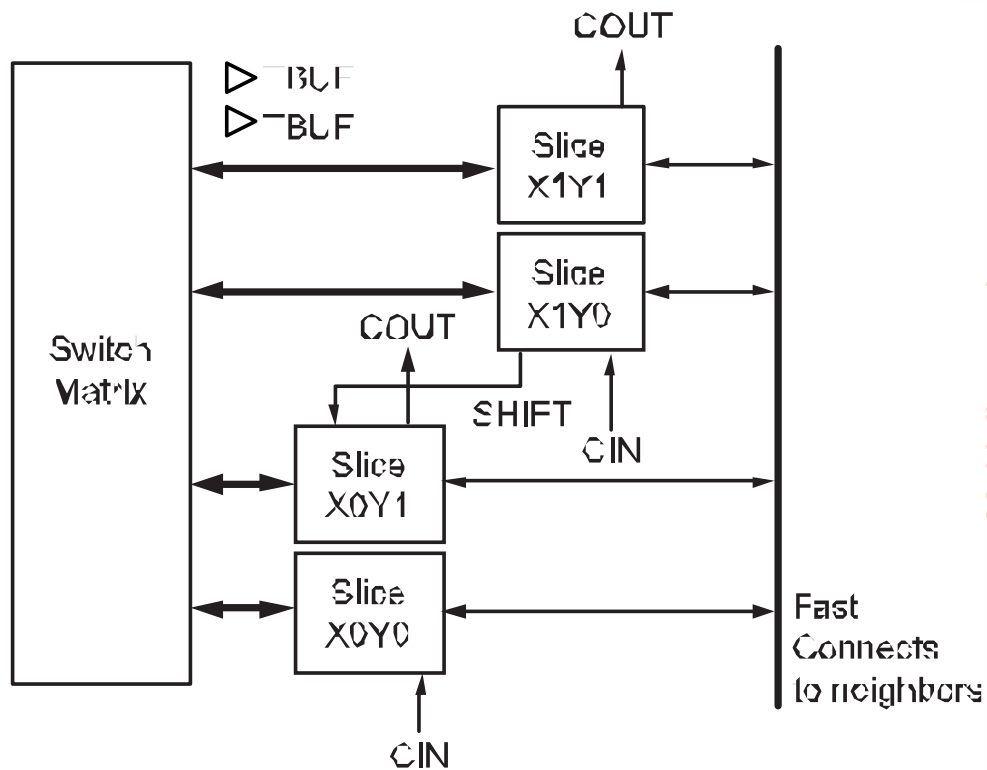 COUT
TBUF
TBUF
Slice
X1Y1
Slice
X1Y0
COUT
Switch
Matrix
SHIFT
CIN
Slice
X0Y1
Slice
X0Y0
Fast
Connects
to neighbors
CIN